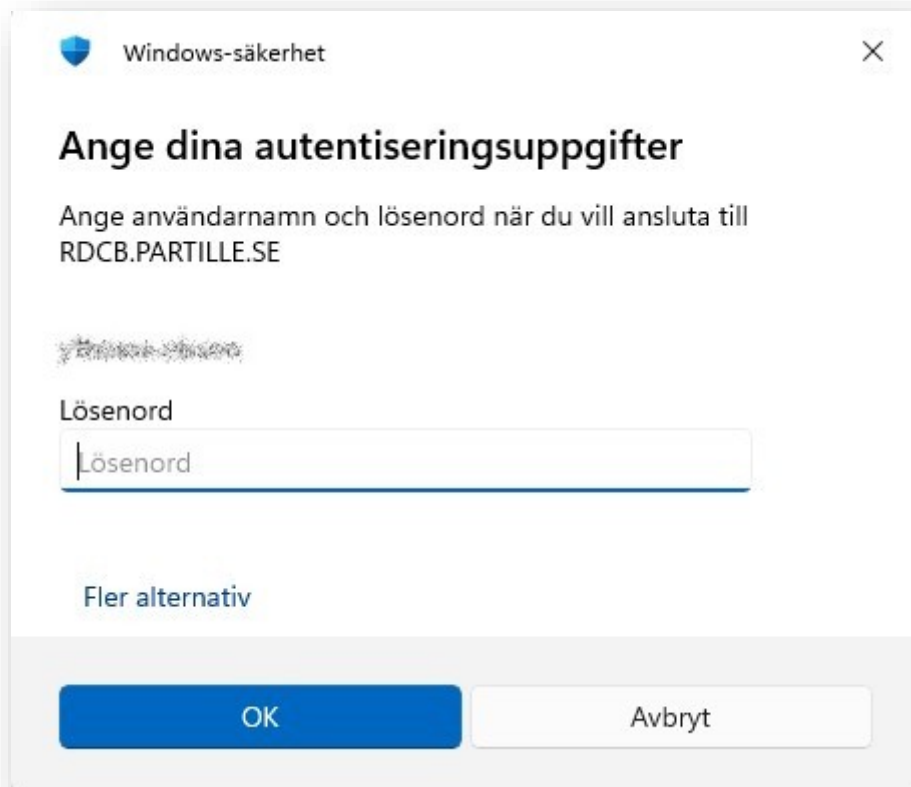 Windows-säkerhet
Ange dina autentiseringsuppgifter
Ange användarnamn och lösenord när du vill ansluta till
RDCB.PARTILLE.SE
Lösenord
Lösenord
Fler alternativ
OK
Avbryt